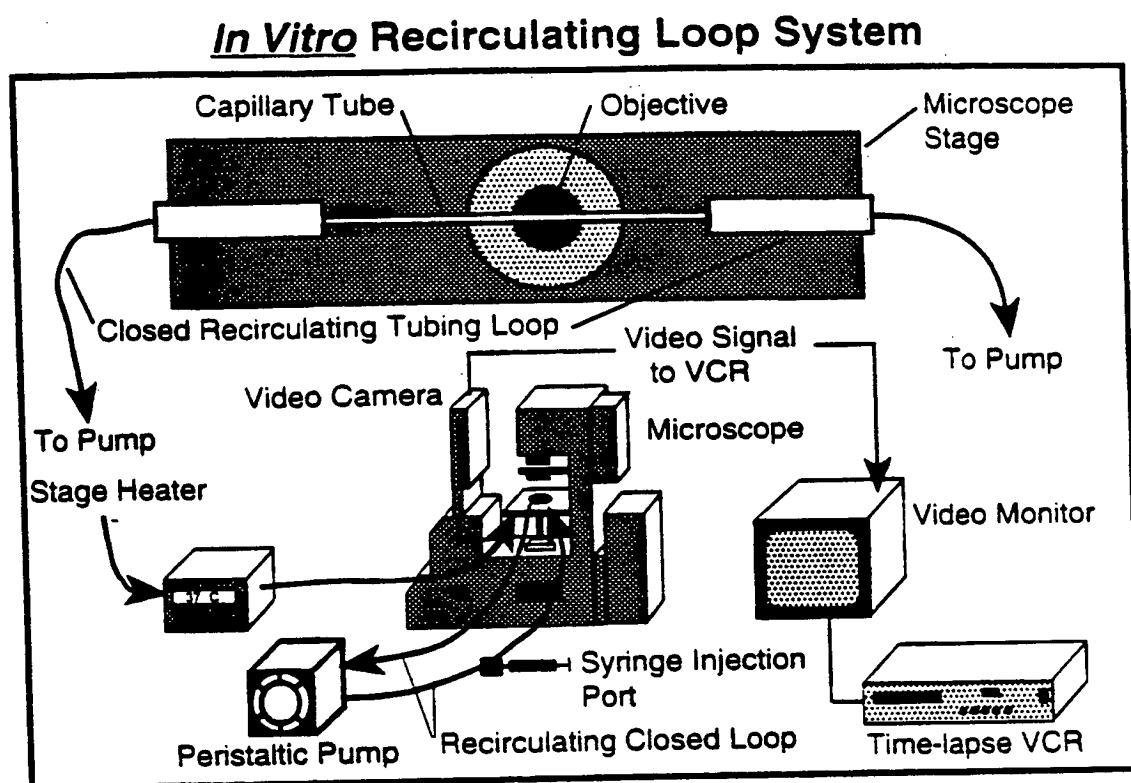 In Vitro Recirculating Loop System
Capillary Tube
Objective
Microscope
Stage
Closed Recirculating Tubing Loop
Video Signal
to VCR
To Pump
Video Camera
Microscope
To Pump
Stage Heater
Video Monitor
37 C
Syringe Injection
Port
Peristaltic Pump
Recirculating Closed Loop
Time-lapse VCR